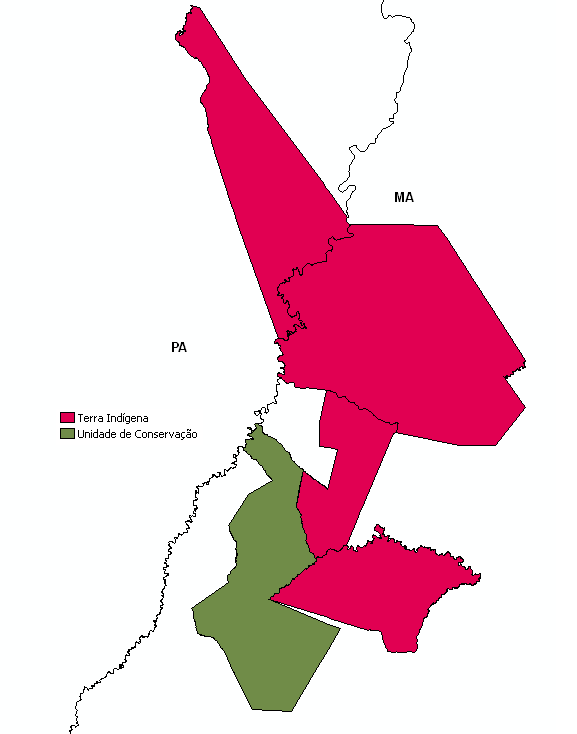 MA
PA
Terra Indígena
Unidade de Conservação